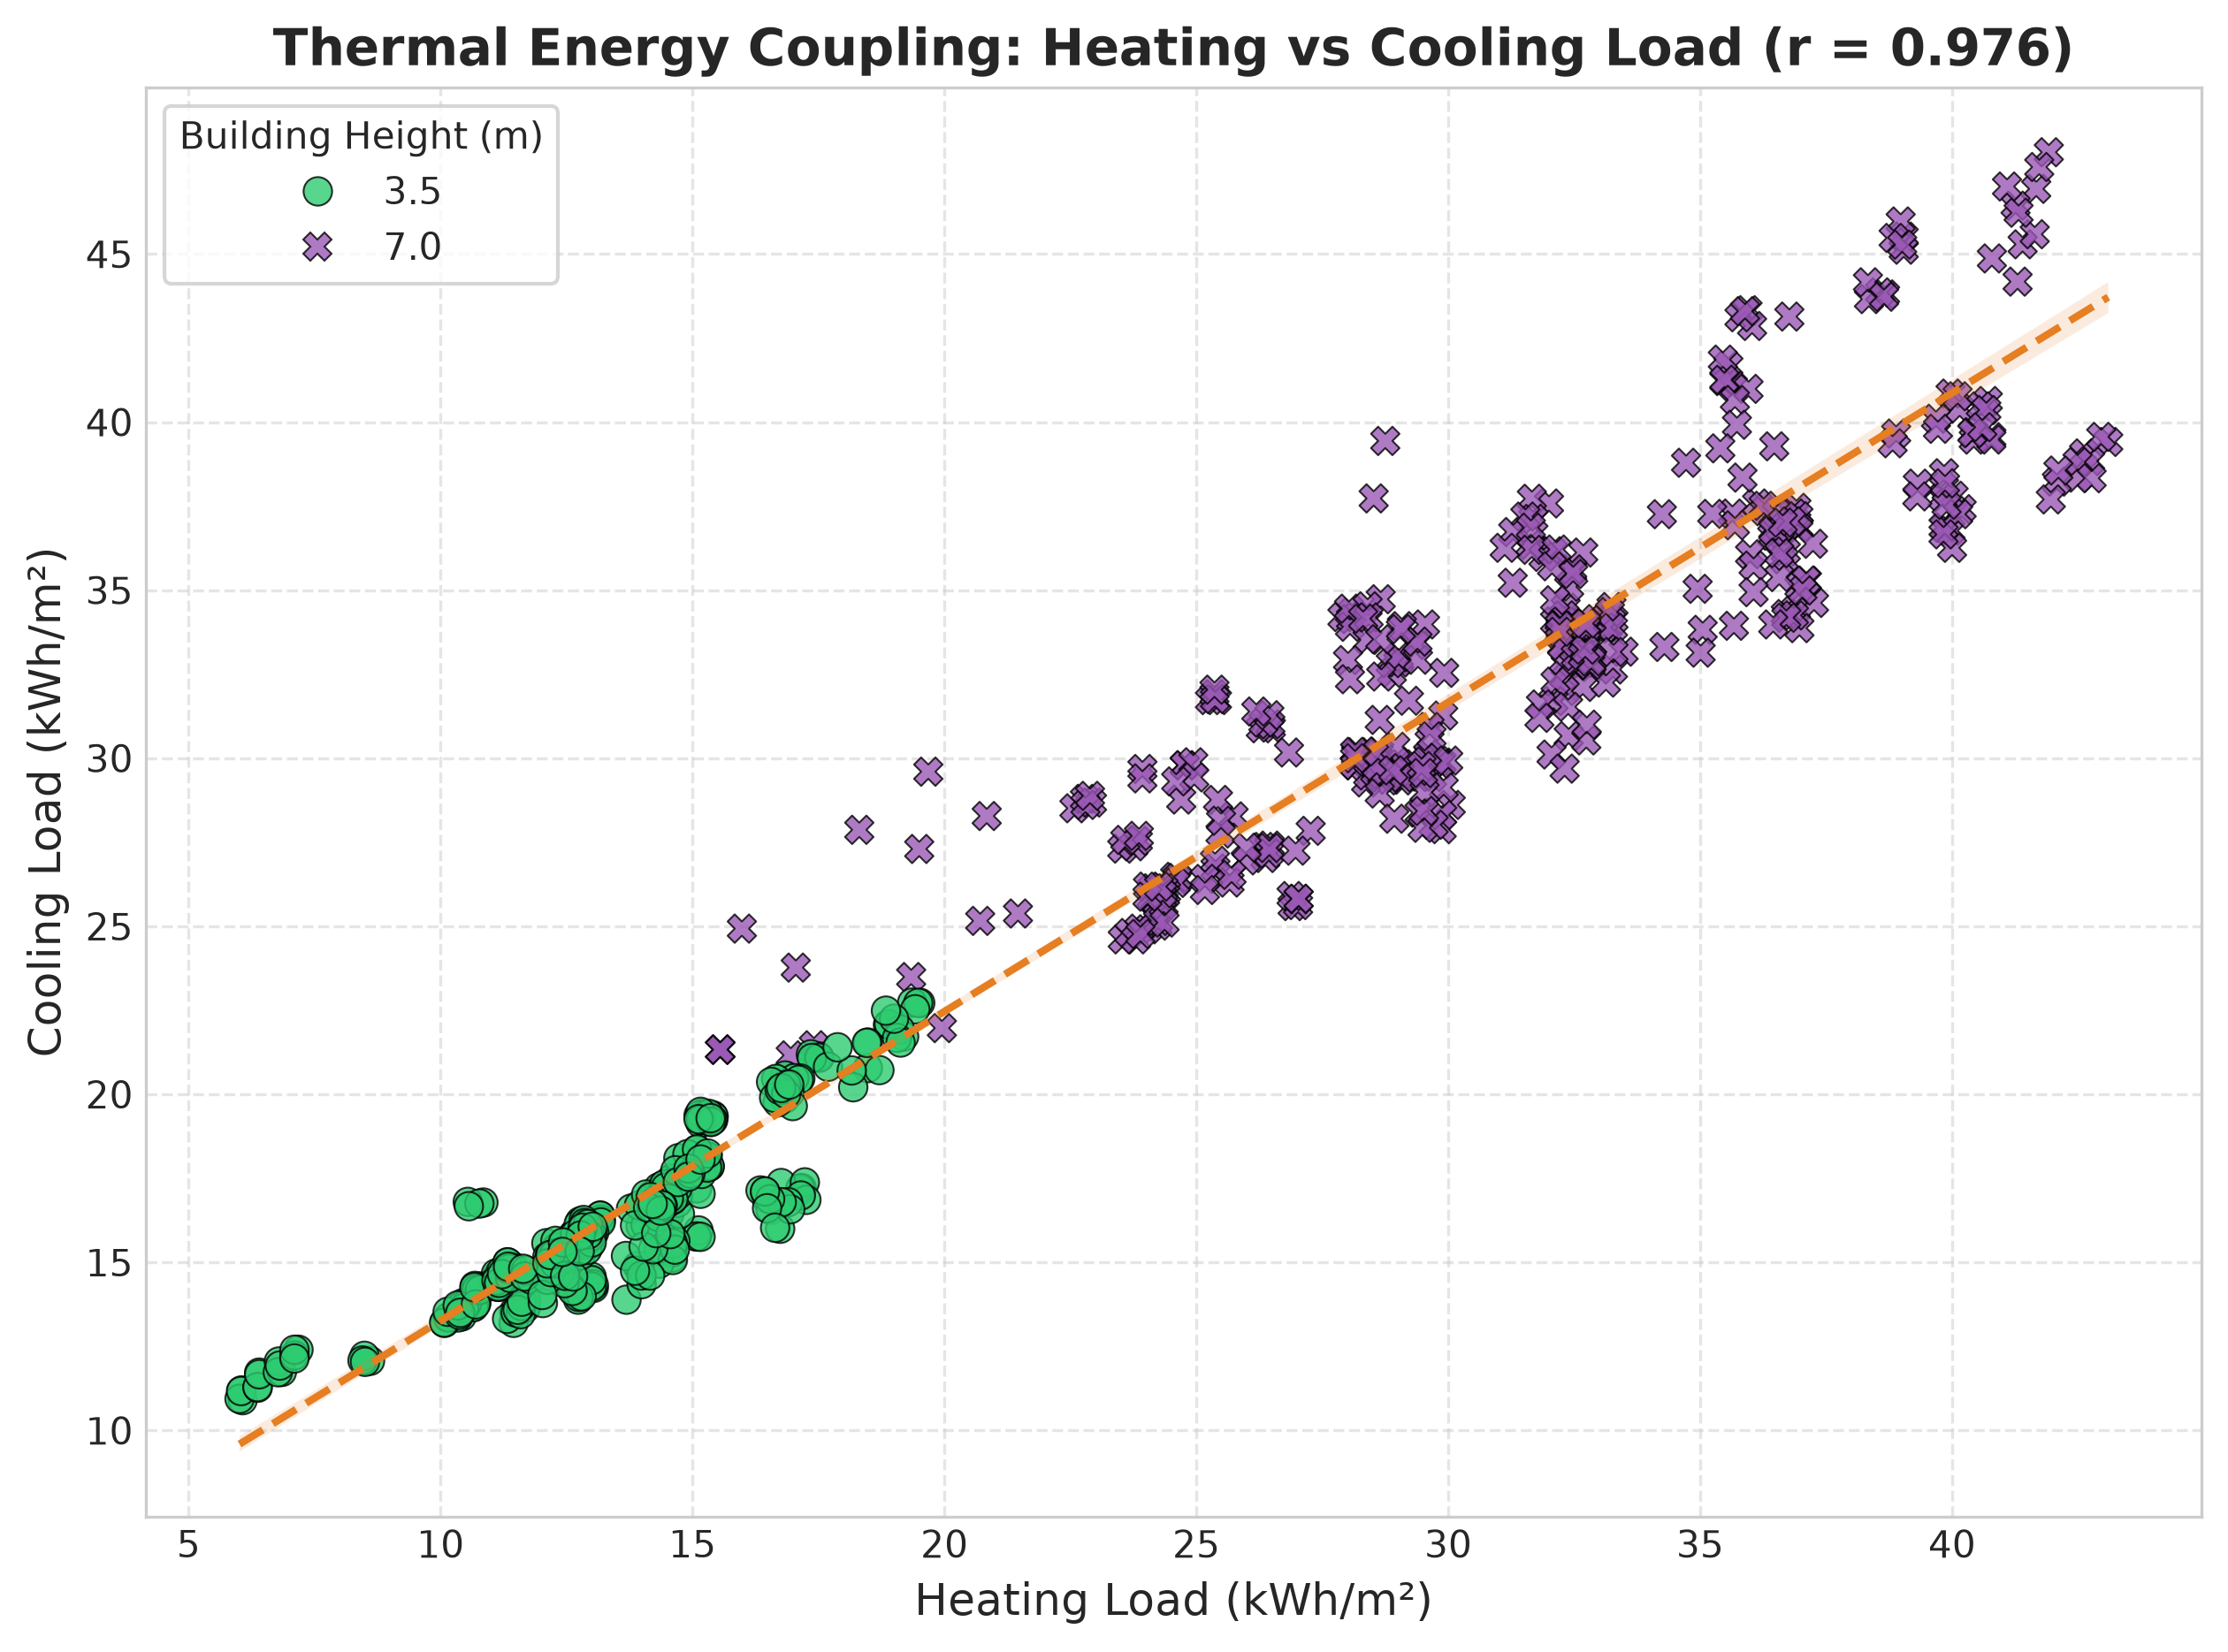 Thermal Energy Coupling: Heating vs Cooling Load (r = 0.976)
Building Height (m)
3.5
7.0
Cooling Load (kWh/m²)
45
40
35
30
25
20
15
10
5 10 15 20 25 30 35 40
Heating Load (kWh/m²)